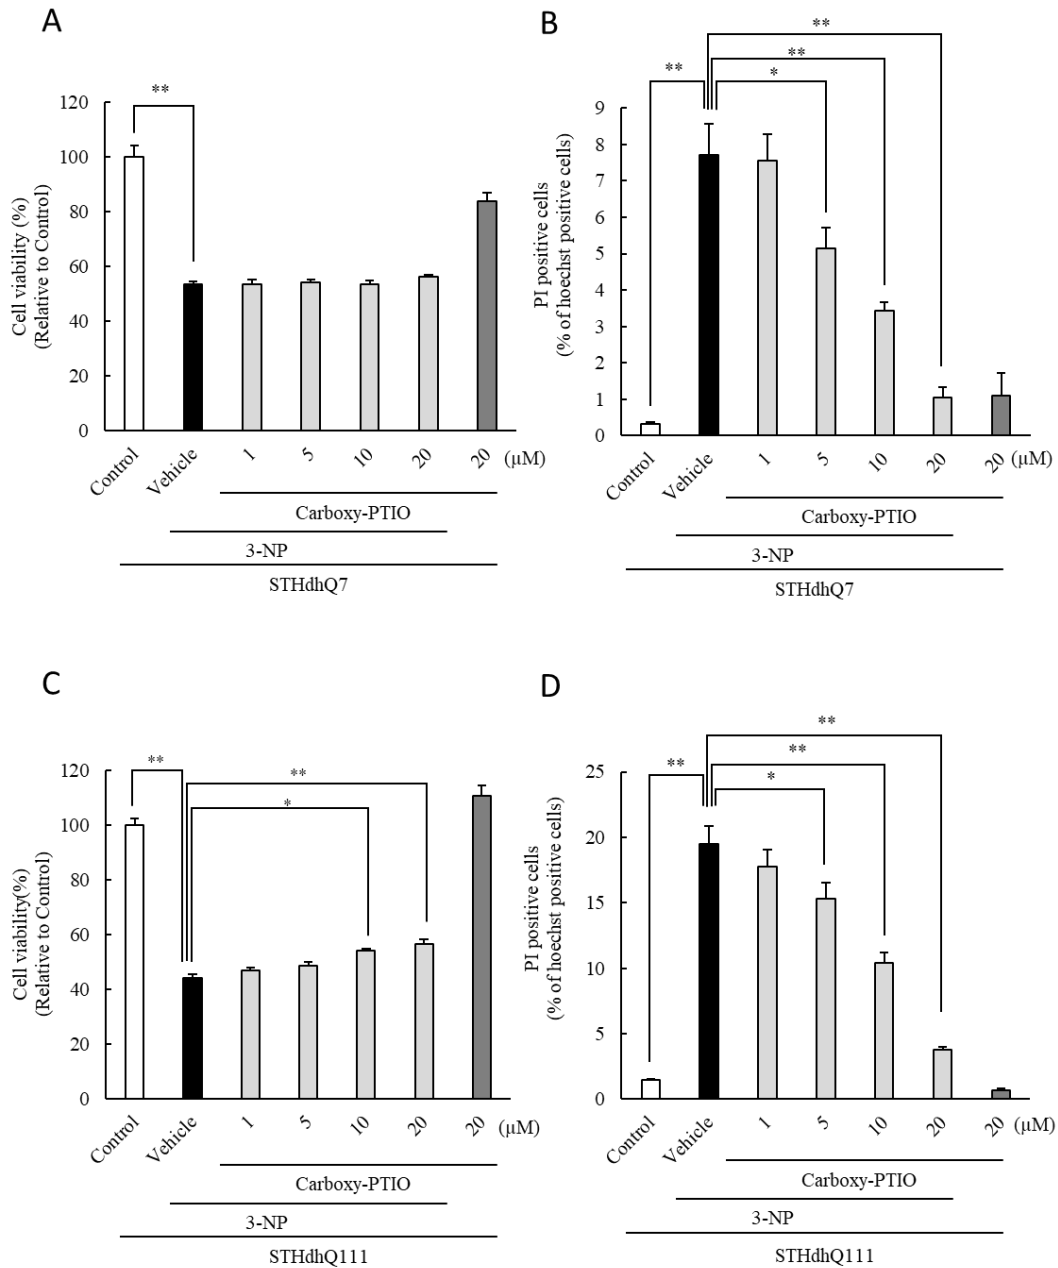 A
**
120
100
80
60
40
20
0
Cell viability (%)
(Relative to Control)
Control
Vehicle
1
5
10
20
20
(μM)
Carboxy-PTIO
3-NP
STHdhQ7
B
**
**
**
*
9
8
7
6
5
4
3
2
1
0
PI positive cells
(% of hoechst positive cells)
Control
Vehicle
1
5
10
20
20
(μM)
Carboxy-PTIO
3-NP
STHdhQ7
C
**
**
*
120
100
80
60
40
20
0
Cell viability(%)
(Relative to Control)
Control
Vehicle
1
5
10
20
20
(μM)
Carboxy-PTIO
3-NP
STHdhQ111
D
**
**
**
*
25
20
15
10
5
0
PI positive cells
(% of hoechst positive cells)
Control
Vehicle
1
5
10
20
20
(μM)
Carboxy-PTIO
3-NP
STHdhQ111